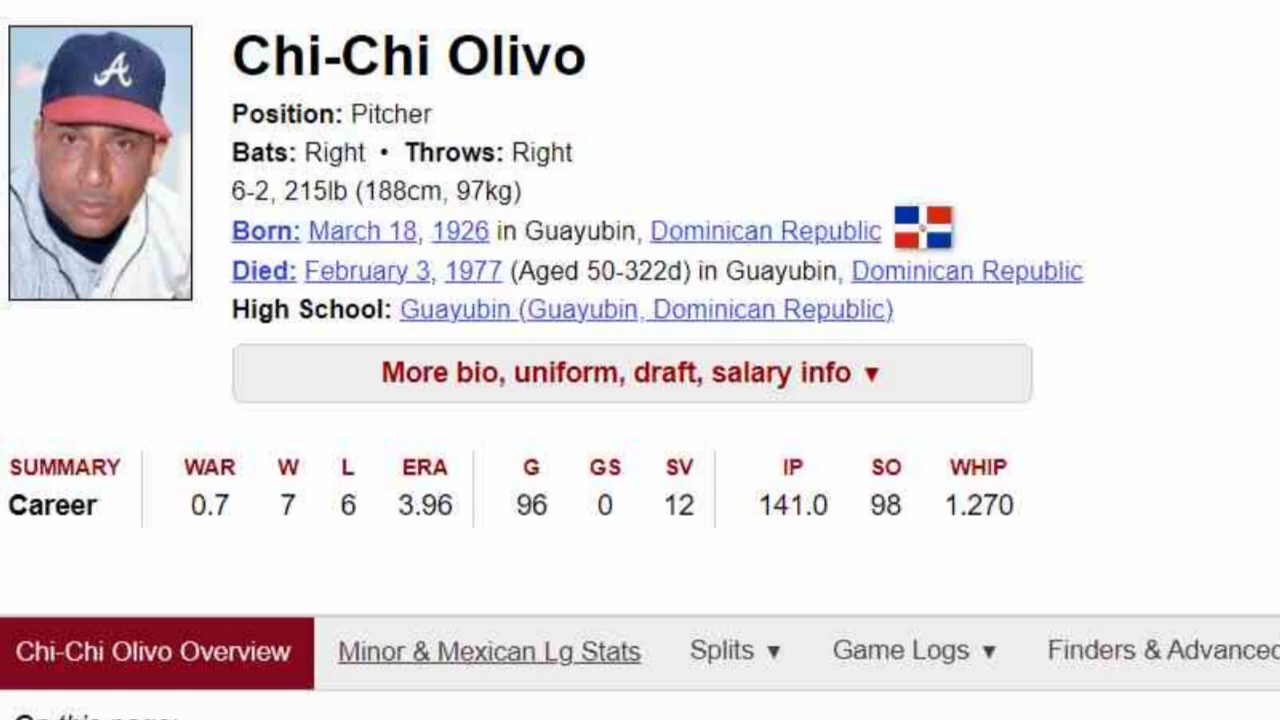 Chi-Chi Olivo
Position: Pitcher
Bats: Right • Throws: Right
6-2, 215lb (188cm, 97kg)
Born: March 18, 1926 in Guayubin, Dominican Republic
Died: February 3, 1977 (Aged 50-322d) in Guayubin, Dominican Republic
High School: Guayubin (Guayubin, Dominican Republic)
More bio, uniform, draft, salary info ▼
SUMMARY WAR W L ERA G GS SV IP SO WHIP
Career 0.7 7 6 3.96 96 0 12 141.0 98 1.270
Chi-Chi Olivo Overview Minor & Mexican Lg Stats Splits ▼ Game Logs ▼ Finders & Advanced
On this page: